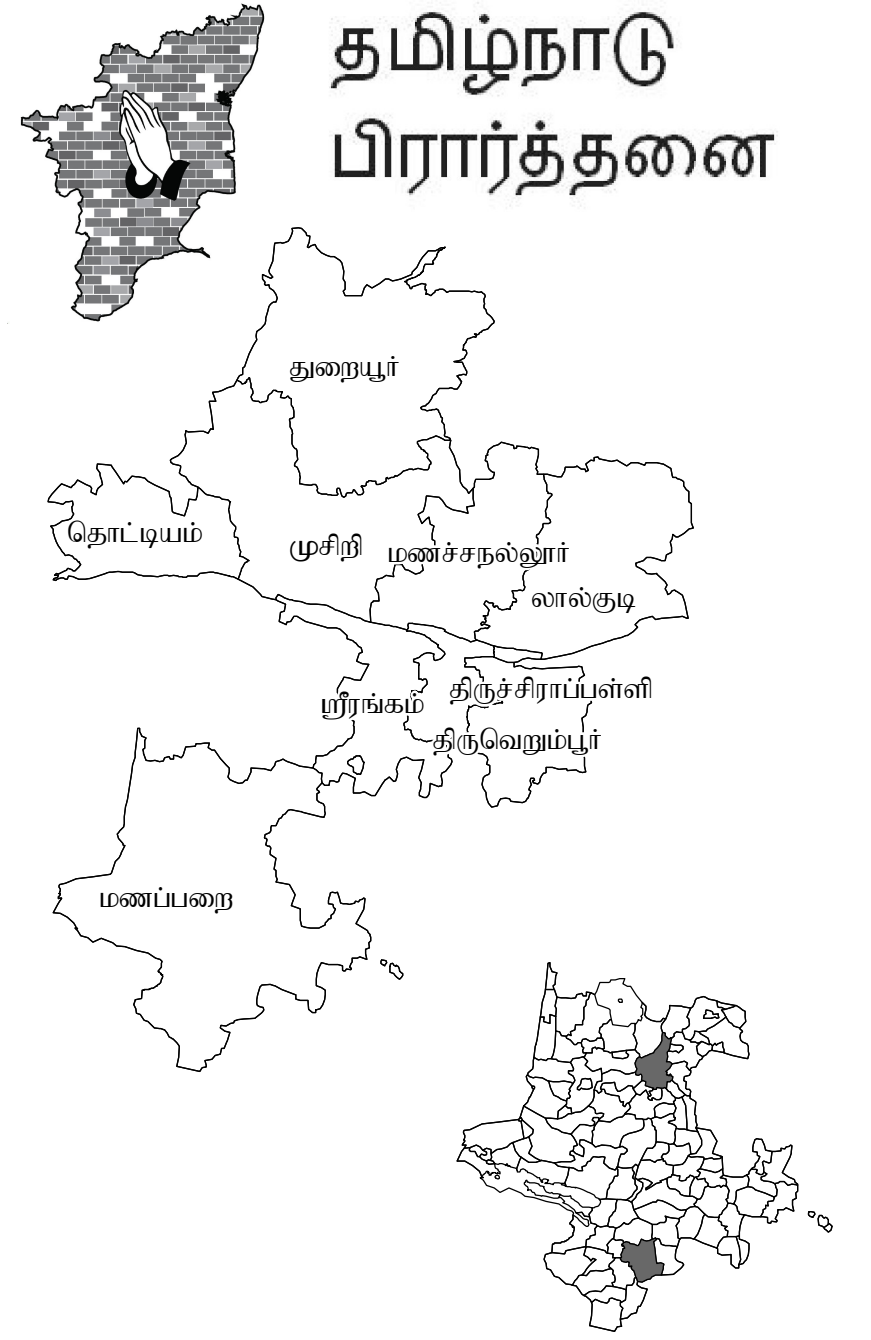 தமிழ்நாடு
பிரார்த்தனை
துறையூர்
தொட்டியம்
முசிறி
மணச்சநல்லூர்
லால்குடி
ஸ்ரீரங்கம்
திருச்சிராப்பள்ளி
திருவெறும்பூர்
மணப்பறை